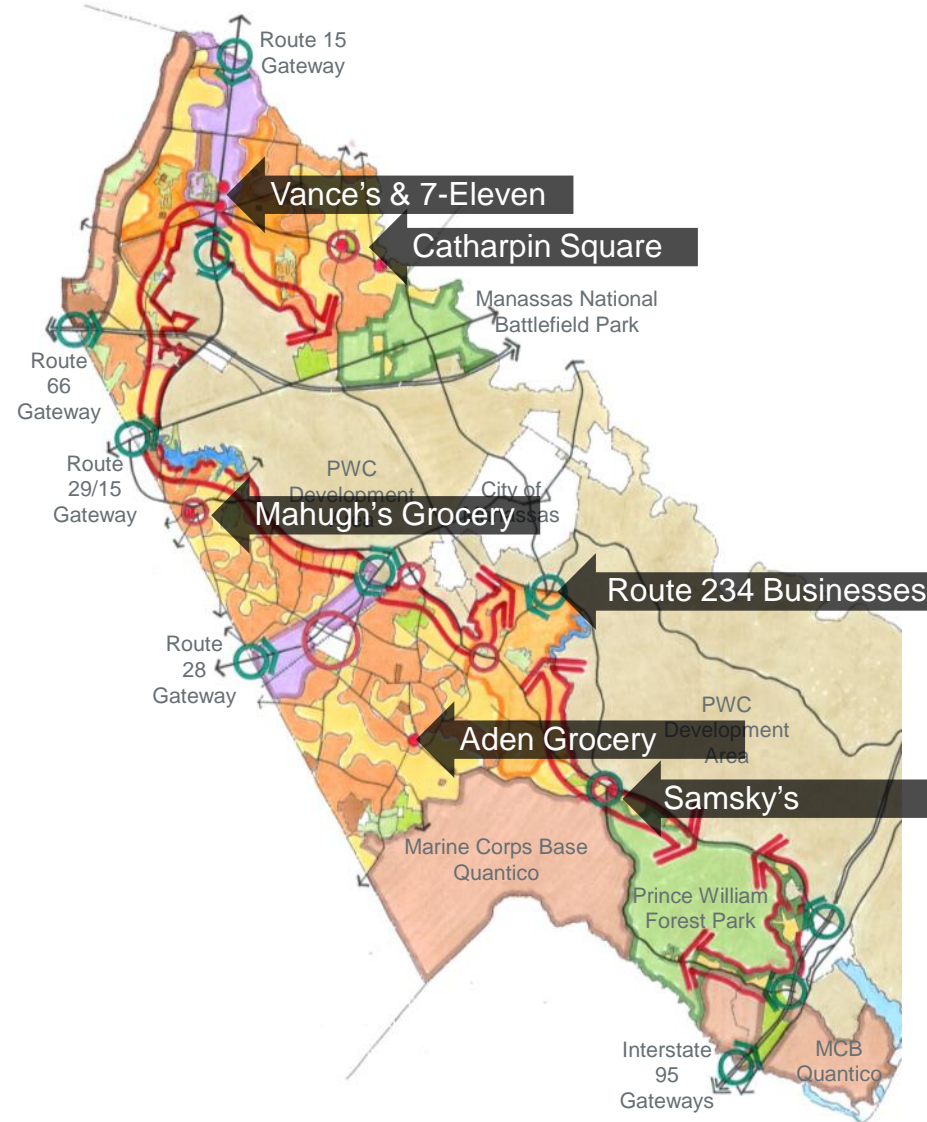 Route 15
Gateway
Vance's & 7-Eleven
Catharpin Square
Manassas National
Battlefield Park
Route
66
Gateway
Route
29/15
Gateway
PWC
Development
City of
Mahugh's Grocery
Route 234 Businesses
Route
28
Gateway
PWC
Development
Area
Aden Grocery
Samsky's
Marine Corps Base
Quantico
Prince William
Forest Park
Interstate
95
Gateways
MCB
Quantico